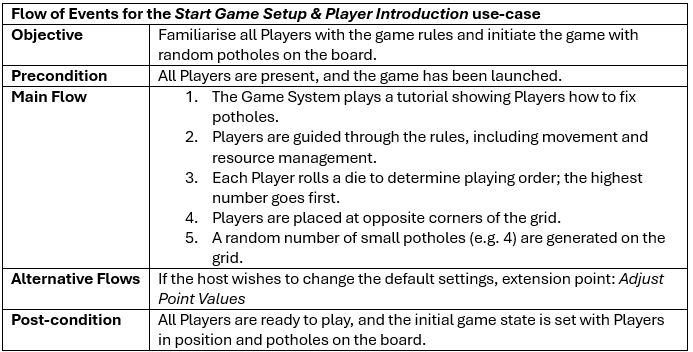 Flow of Events for the Start Game Setup & Player Introduction use-case
Objective
Familiarise all Players with the game rules and initiate the game with
random potholes on the board.
Precondition
All Players are present, and the game has been launched.
Main Flow
1. The Game System plays a tutorial showing Players how to fix
potholes.
2. Players are guided through the rules, including movement and
resource management.
3. Each Player rolls a die to determine playing order; the highest
number goes first.
4. Players are placed at opposite corners of the grid.
5. A random number of small potholes (e.g. 4) are generated on the
grid.
Alternative Flows
If the host wishes to change the default settings, extension point: Adjust
Point Values
Post-condition
All Players are ready to play, and the initial game state is set with Players
in position and potholes on the board.